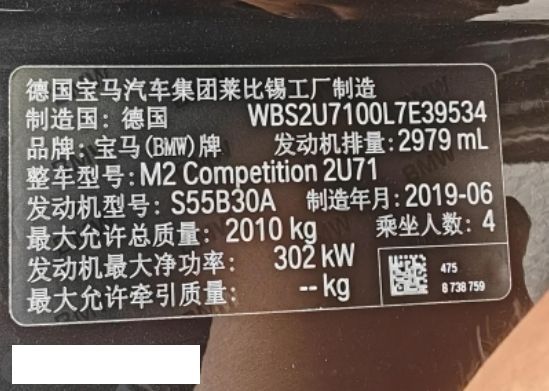 德国宝马汽车集团莱比锡工厂制造
制造国: 德国 WBS2U7100L7E39534
品牌: 宝马(BMW)牌 发动机排量: 2979 mL
整车型号: M2 Competition 2U71
发动机型号: S55B30A 制造年月: 2019-06
最大允许总质量: 2010 kg 乘坐人数: 4
发动机最大净功率: 302 kW
最大允许牵引质量: -- kg
475
8 738 759